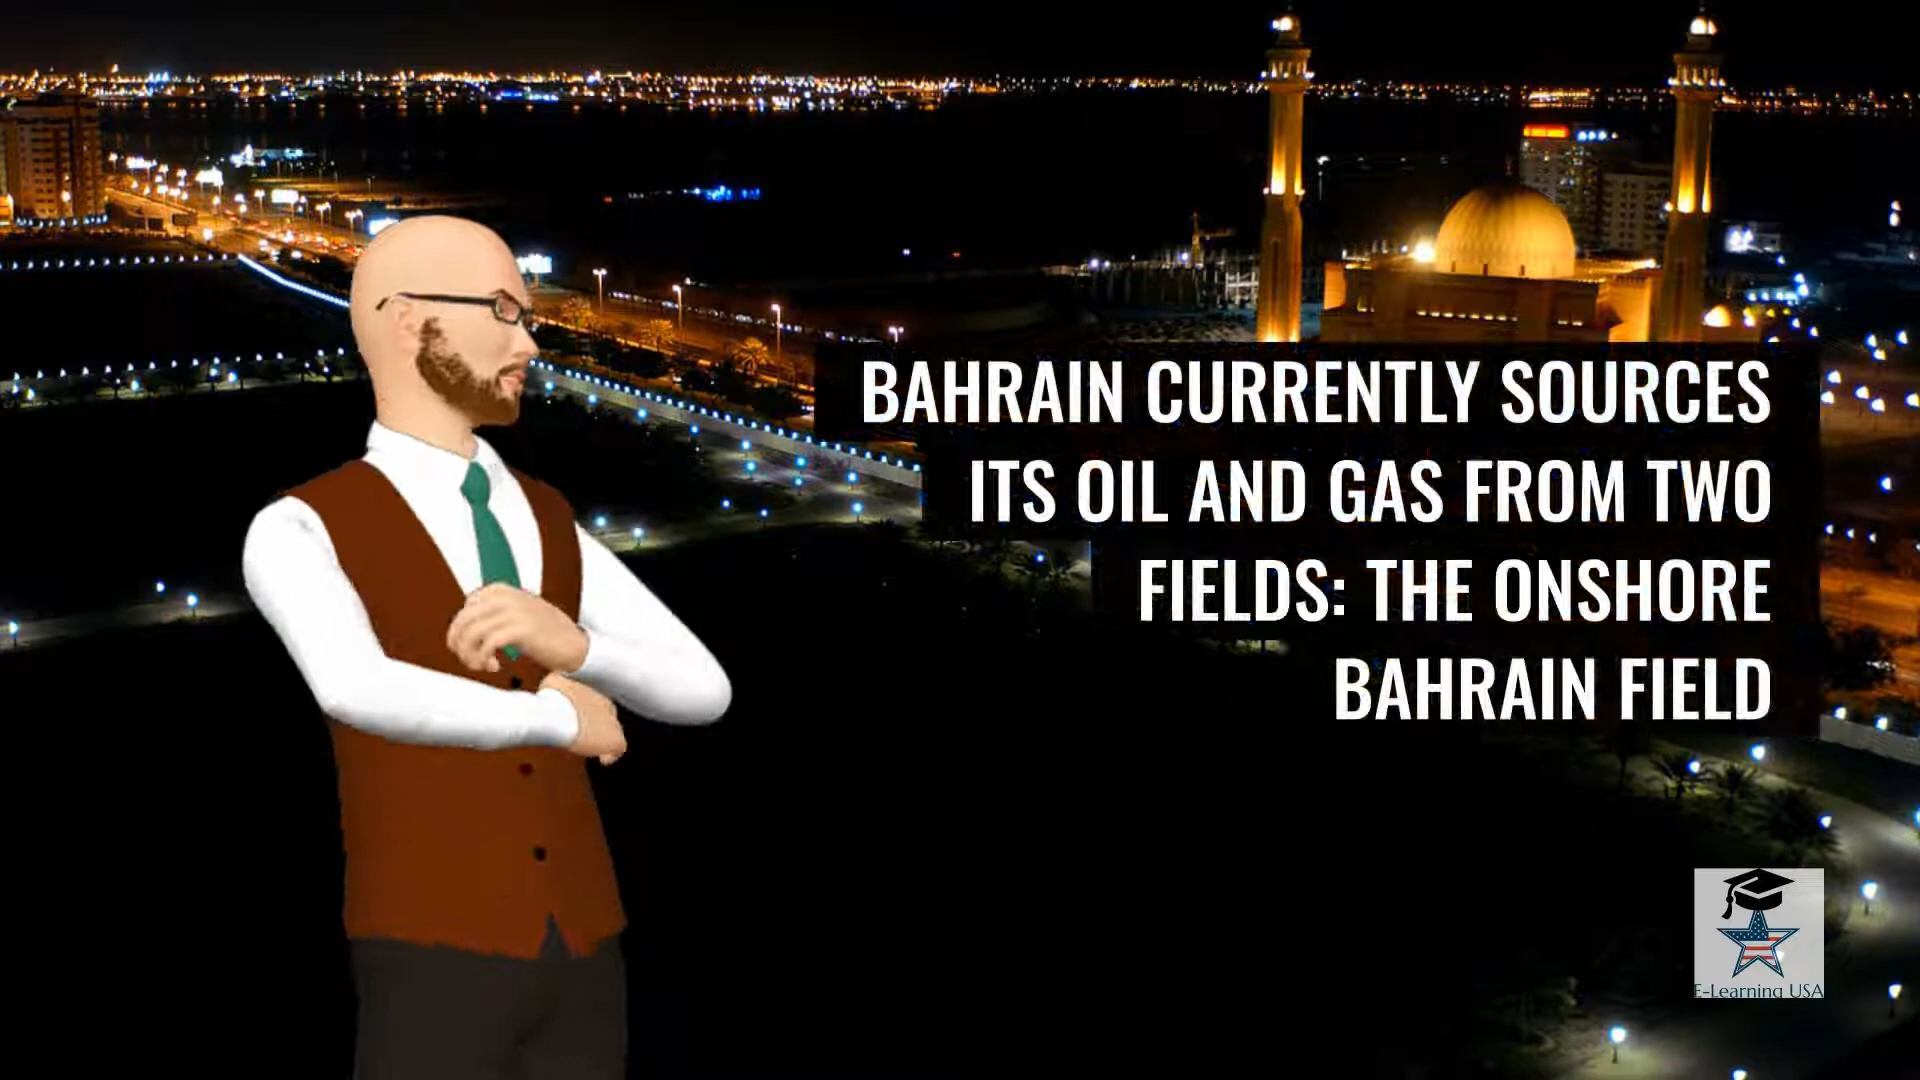 BAHRAIN CURRENTLY SOURCES
ITS OIL AND GAS FROM TWO
FIELDS: THE ONSHORE
BAHRAIN FIELD
E-Learning USA